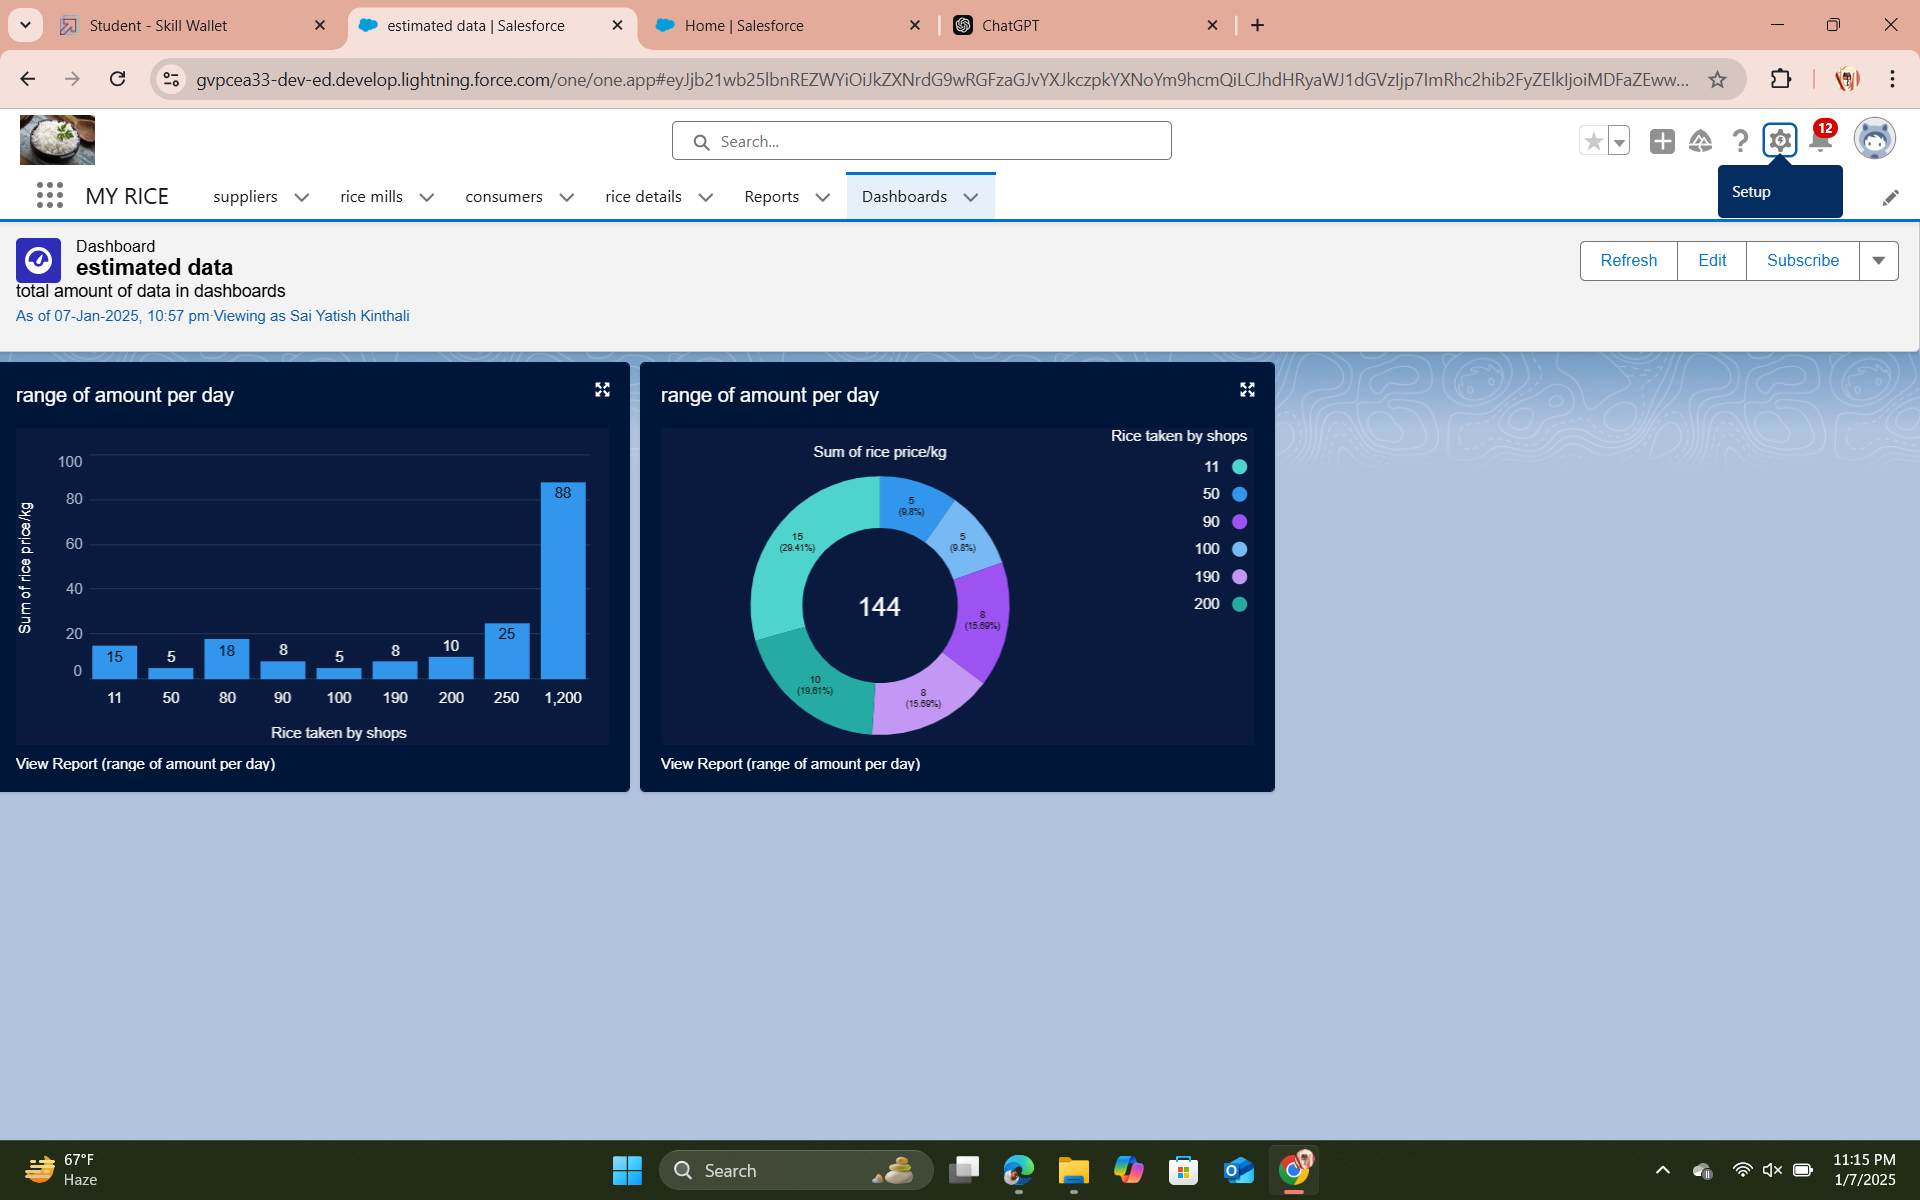 Student - Skill Wallet
estimated data | Salesforce
Home | Salesforce
ChatGPT
gvpcea33-dev-ed.develop.lightning.force.com/one/one.app#eyJjb21wb25lbnREZWYiOiJkZXNrdG9wRGFzaGJvYXJkczpkYXNoYm9hcmQiLCJhdHRyaWJ1dGVzIjp7ImRhc2hib2FyZElkIjoiMDFaZEww...
Search...
12
MY RICE
suppliers
rice mills
consumers
rice details
Reports
Dashboards
Setup
Dashboard
estimated data
total amount of data in dashboards
As of 07-Jan-2025, 10:57 pm·Viewing as Sai Yatish Kinthali
Refresh
Edit
Subscribe
range of amount per day
Sum of rice price/kg
100
80
60
40
20
0
15
5
18
8
5
8
10
25
88
11
50
80
90
100
190
200
250
1,200
Rice taken by shops
View Report (range of amount per day)
range of amount per day
Sum of rice price/kg
Rice taken by shops
11
50
90
100
190
200
5
(9.8%)
5
(9.8%)
8
(15.69%)
8
(15.69%)
10
(19.61%)
15
(29.41%)
144
View Report (range of amount per day)
67°F
Haze
Search
11:15 PM
1/7/2025